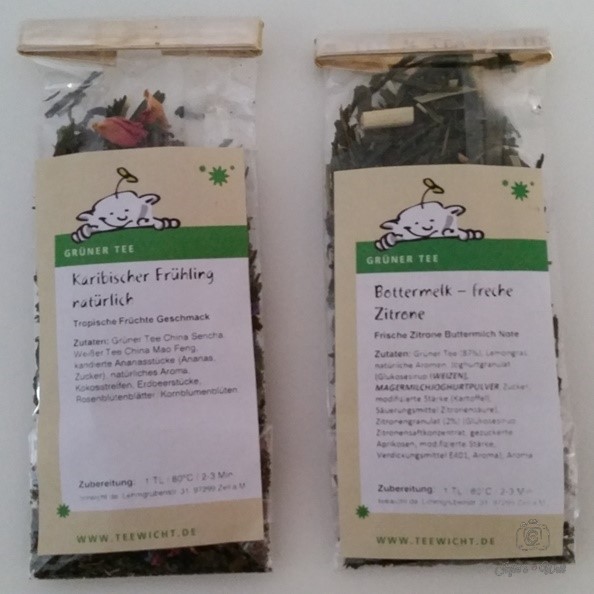 GRÜNER TEE
Karibischer Frühling
natürlich
Tropische Früchte Geschmack
Zutaten: Grüner Tee China Sencha,
Weißer Tee China Mao Feng,
kandierte Ananasstücke (Ananas,
Zucker), natürliches Aroma,
Kokosstreifen, Erdbeerstücke,
Rosenblütenblätter, Kornblumenblüten.
Zubereitung: 1 TL / 80°C / 2-3 Min.
WWW.TEEWICHT.DE
GRÜNER TEE
Bottermelk – freche
Zitrone
Frische Zitrone Buttermilch Note
Zutaten: Grüner Tee (87%), Lemongras,
natürliche Aromen, Joghurtgranulat
(Glukosesirup (WEIZEN),
MAGERMILCHJOGHURTPULVER, Zucker,
modifizierte Stärke (Kartoffel),
Säuerungsmittel Zitronensäure),
Zitronengranulat (2%) (Glukosesirup,
Zitronensaftkonzentrat, gezuckerte
Aprikosen, modifizierte Stärke,
Verdickungsmittel E401, Aroma), Aroma
Zubereitung: 1 TL / 80°C / 2-3 Min.
WWW.TEEWICHT.DE